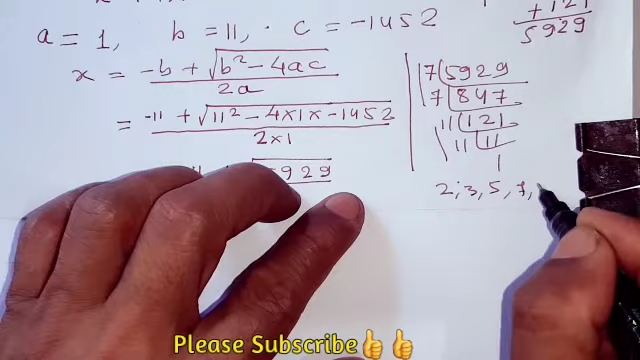 +121
5929
a = 1, b = 11, c = -1452
x = -b + √b² - 4ac
2a
= -11 + √11² - 4×1×-1452
2×1
5929
7 5929
7 847
11 121
11 11
1
2, 3, 5, 7,
Please Subscribe👍👍